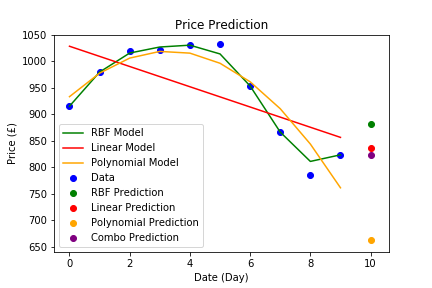 Price Prediction
1050
1000
950
900
850
800
750
700
650
Price (£)
RBF Model
Linear Model
Polynomial Model
Data
RBF Prediction
Linear Prediction
Polynomial Prediction
Combo Prediction
0 2 4 6 8 10
Date (Day)